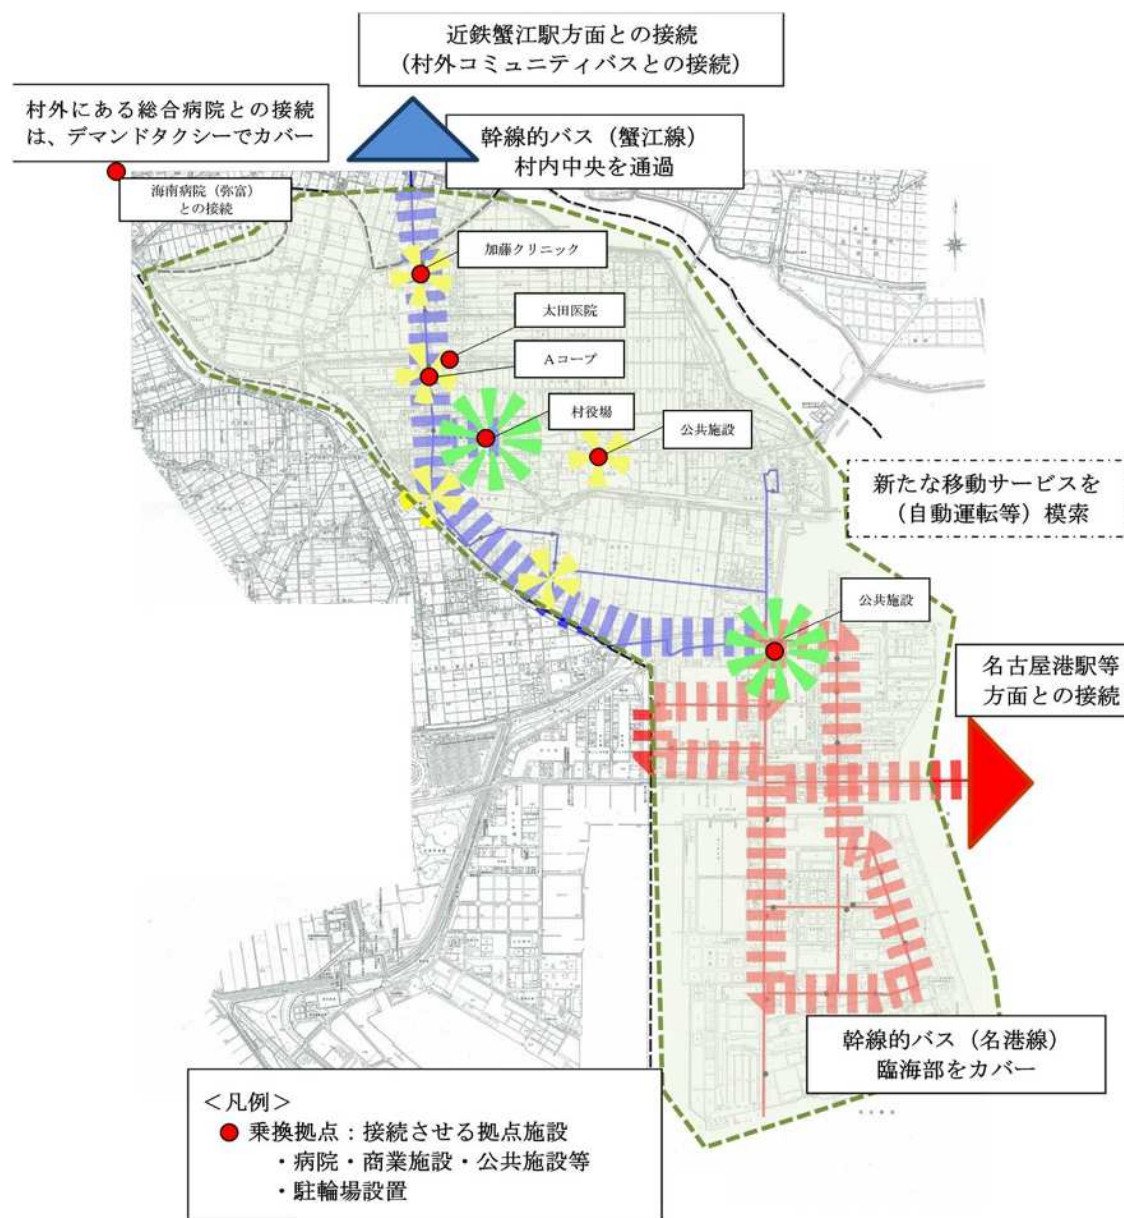 近鉄蟹江駅方面との接続
(村外コミュニティバスとの接続)
村外にある総合病院との接続
は、デマンドタクシーでカバー
幹線的バス（蟹江線）
村内中央を通過
海南病院（弥富）
との接続
加藤クリニック
太田医院
Aコープ
村役場
公共施設
新たな移動サービスを
（自動運転等）模索
公共施設
名古屋港駅等
方面との接続
幹線的バス（名港線）
臨海部をカバー
＜凡例＞
乗換拠点：接続させる拠点施設
・病院・商業施設・公共施設等
・駐輪場設置